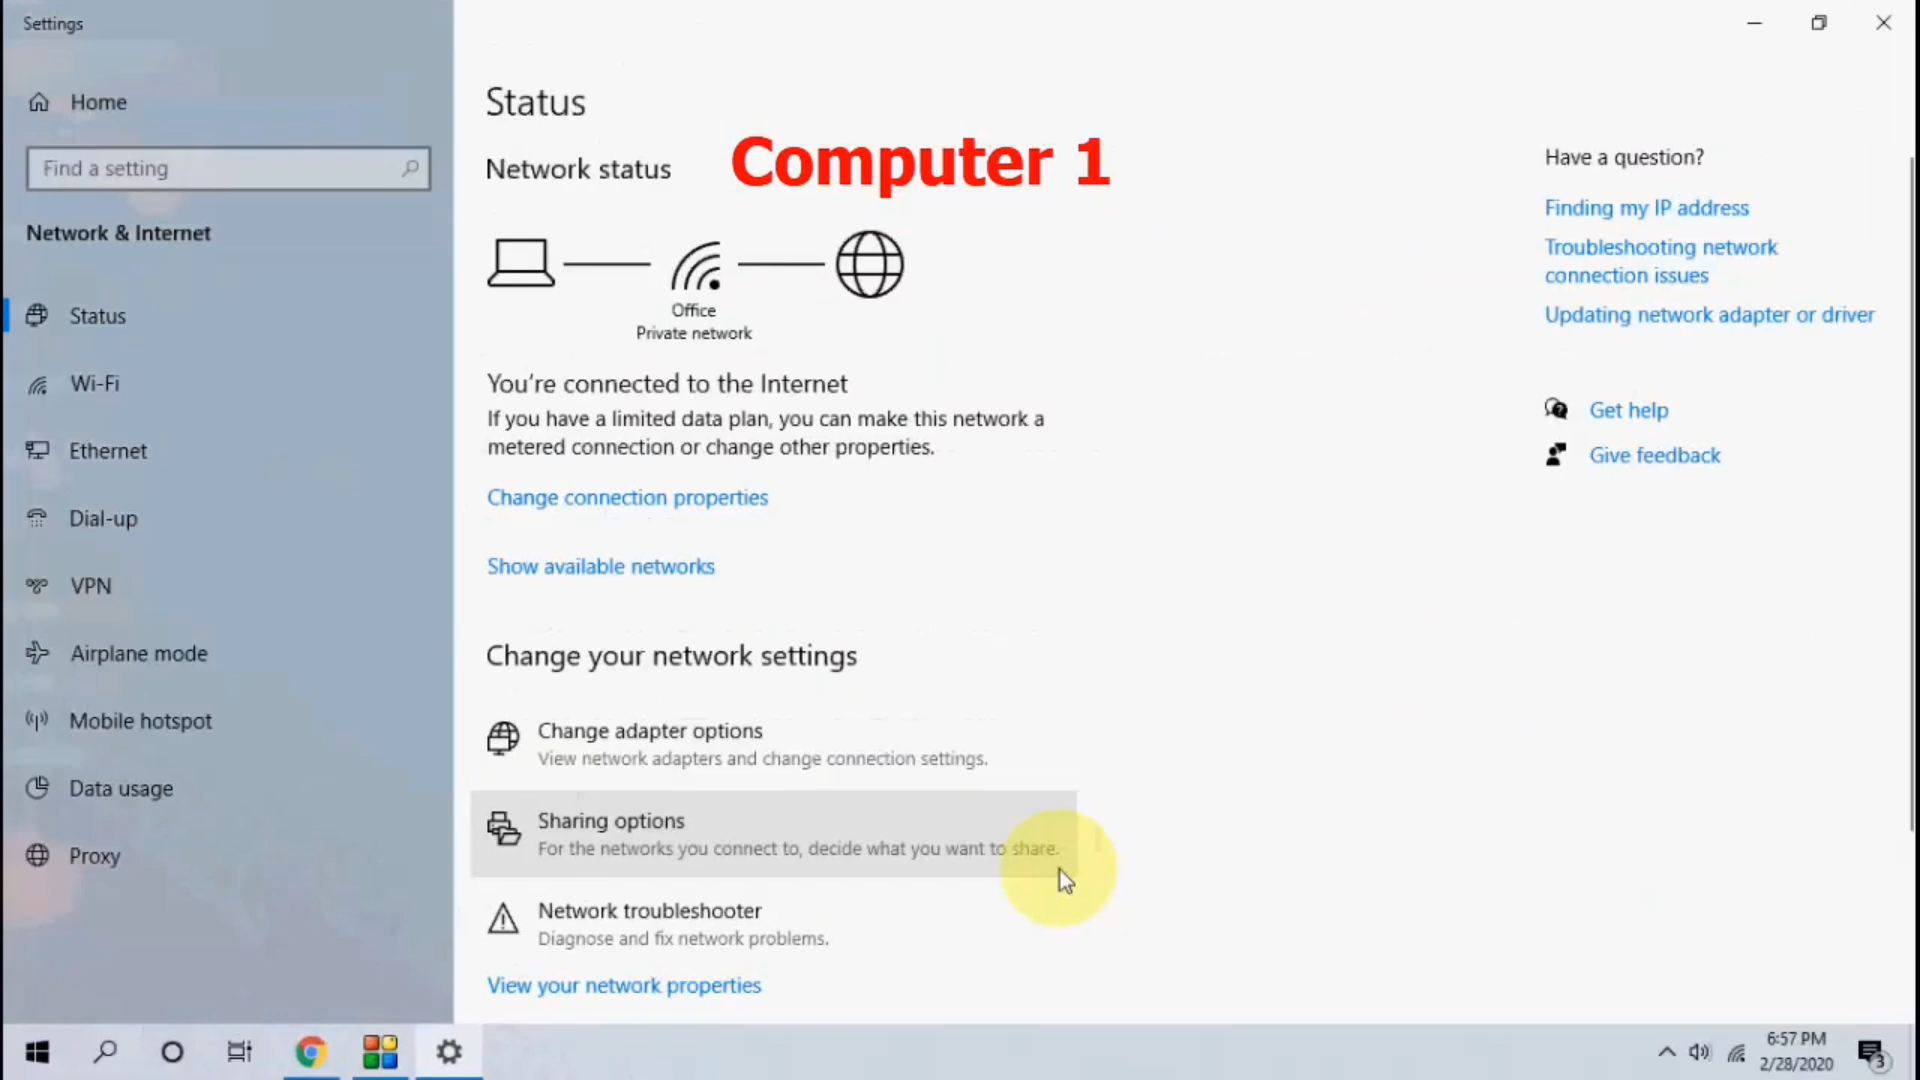 Settings
Home
Find a setting
Network & Internet
Status
Wi-Fi
Ethernet
Dial-up
VPN
Airplane mode
Mobile hotspot
Data usage
Proxy
Status
Network status
Computer 1
Office
Private network
You're connected to the Internet
If you have a limited data plan, you can make this network a
metered connection or change other properties.
Change connection properties
Show available networks
Change your network settings
Change adapter options
View network adapters and change connection settings.
Sharing options
For the networks you connect to, decide what you want to share.
Network troubleshooter
Diagnose and fix network problems.
View your network properties
Have a question?
Finding my IP address
Troubleshooting network
connection issues
Updating network adapter or driver
Get help
Give feedback
6:57 PM
2/28/2020
3